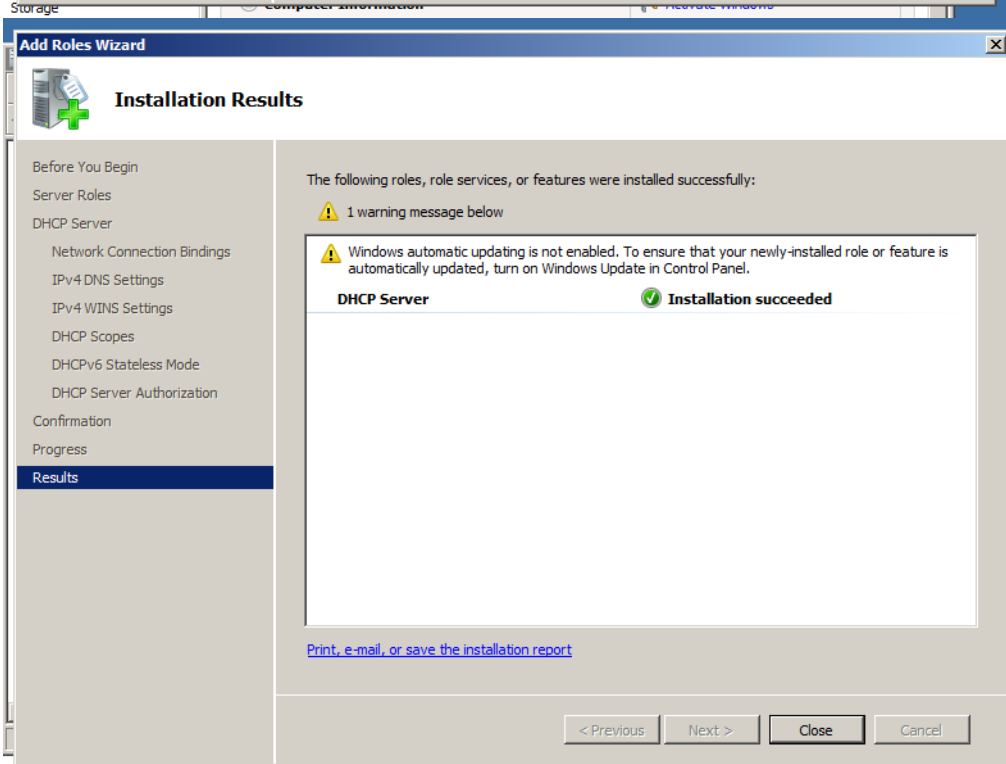 Storage
Computer Information
Activate Windows
Add Roles Wizard
Installation Results
Before You Begin
Server Roles
DHCP Server
Network Connection Bindings
IPv4 DNS Settings
IPv4 WINS Settings
DHCP Scopes
DHCPv6 Stateless Mode
DHCP Server Authorization
Confirmation
Progress
Results
The following roles, role services, or features were installed successfully:
1 warning message below
Windows automatic updating is not enabled. To ensure that your newly-installed role or feature is
automatically updated, turn on Windows Update in Control Panel.
DHCP Server Installation succeeded
Print, e-mail, or save the installation report
< Previous Next > Close Cancel